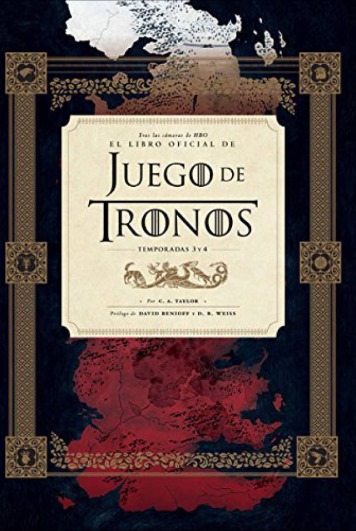 Tras las cámaras de HBO
EL LIBRO OFICIAL DE
JUEGO DE
TRONOS
TEMPORADAS 3 Y 4
Por C. A. TAYLOR
Prólogo de DAVID BENIOFF Y D. B. WEISS